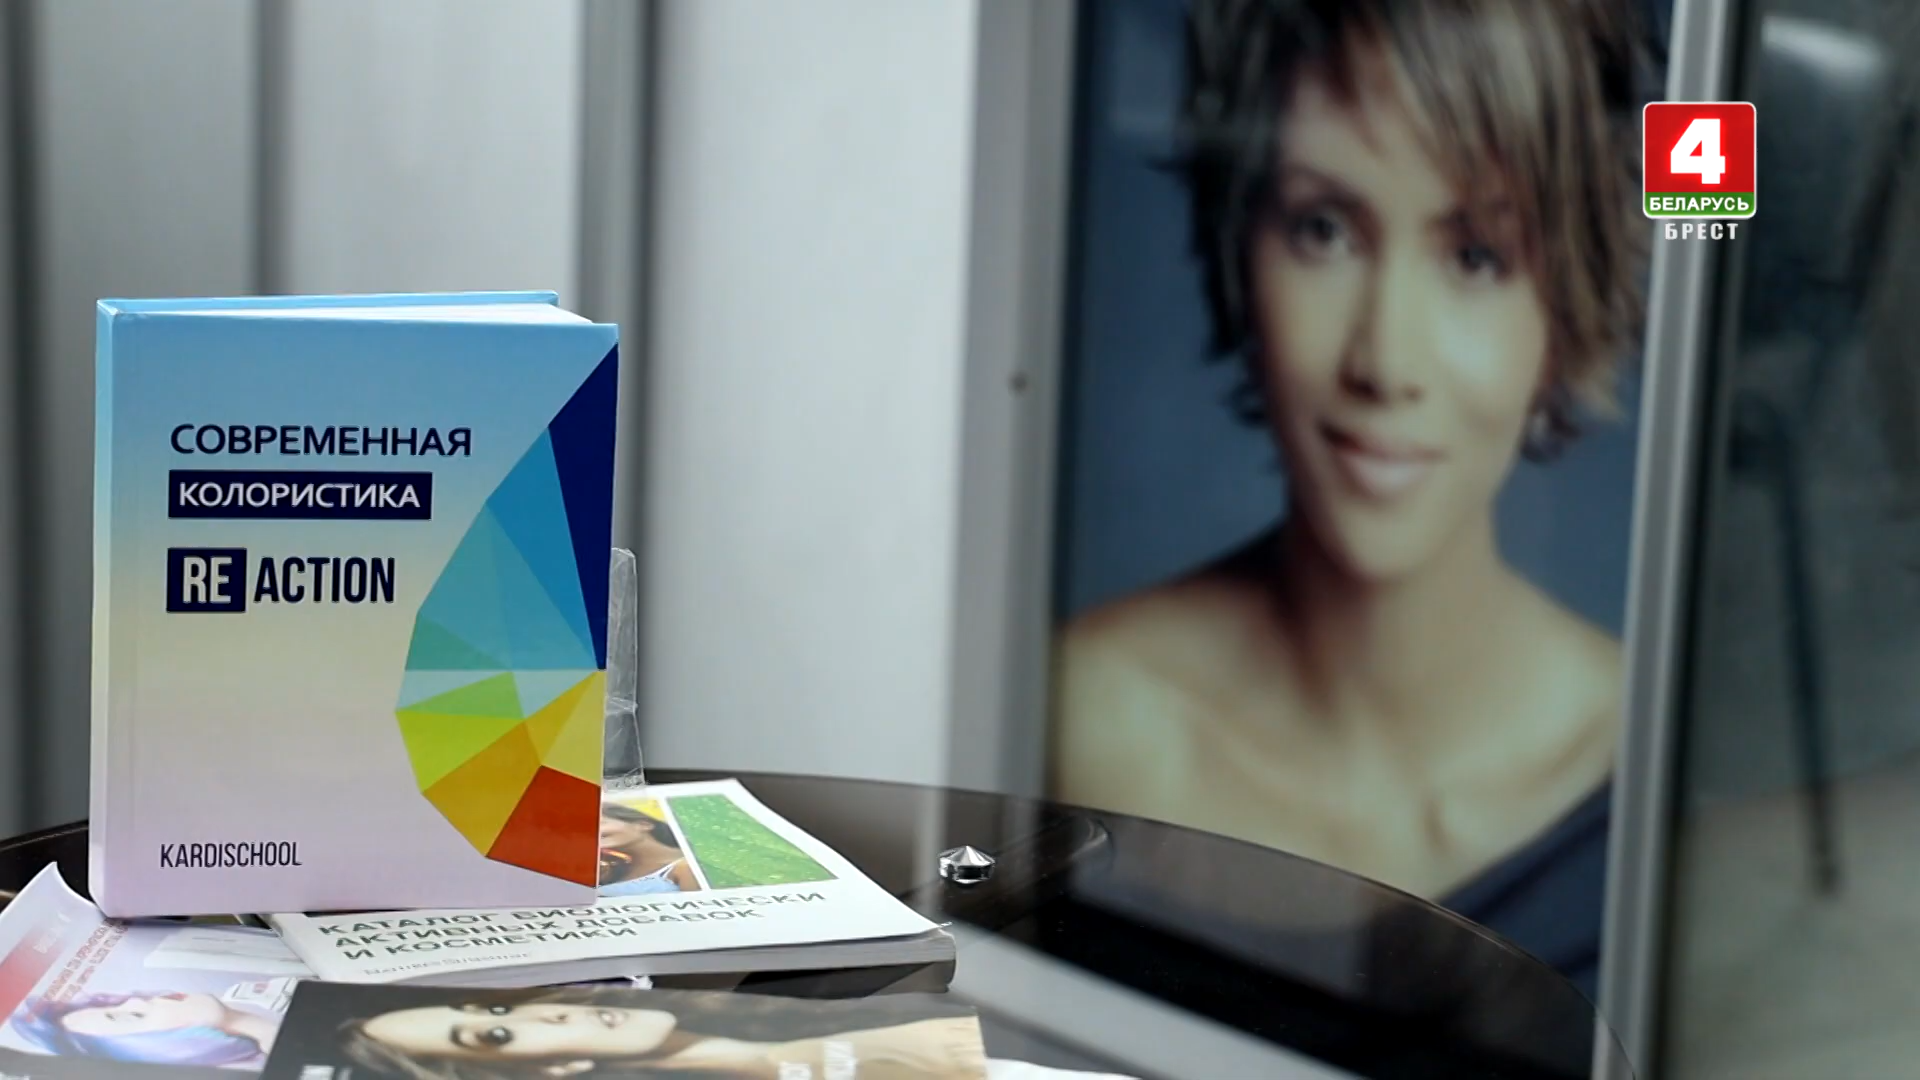 4
БЕЛАРУСЬ
БРЕСТ
СОВРЕМЕННАЯ
КОЛОРИСТИКА
RE ACTION
KARDISCHOOL
КАТАЛОГ БИОЛОГИЧЕСКИ
АКТИВНЫХ ДОБАВОК
И КОСМЕТИКИ